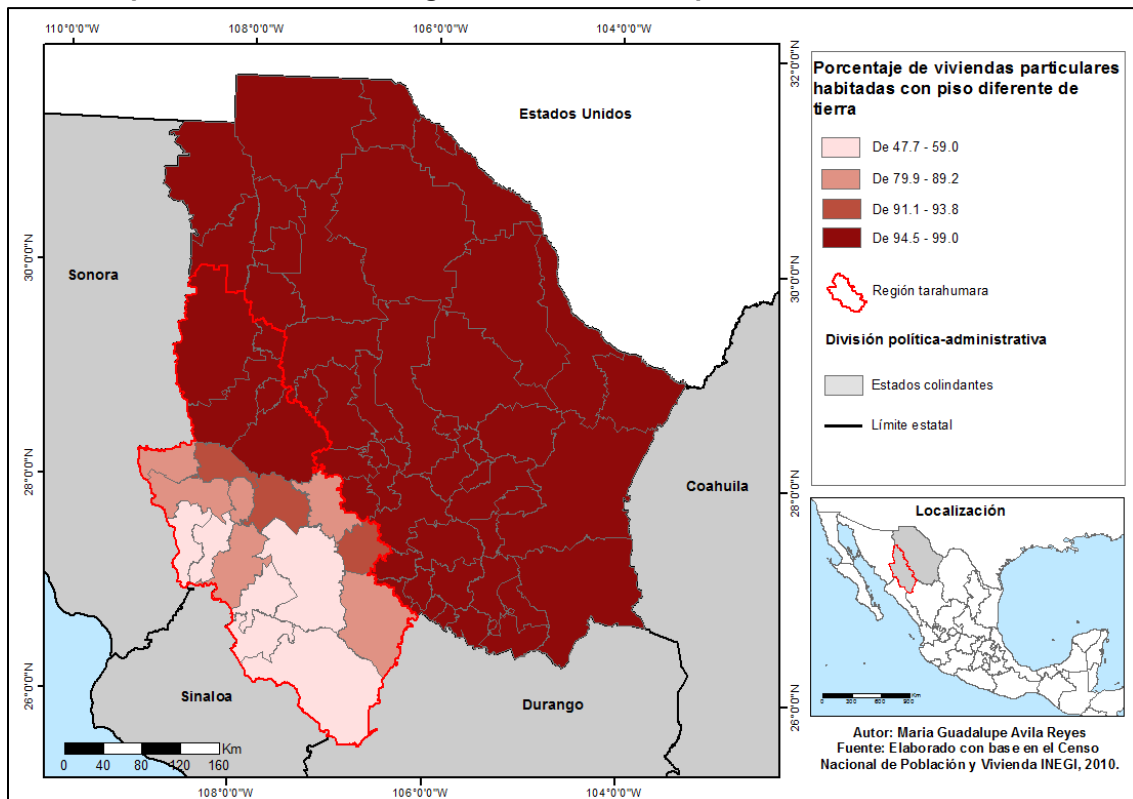 110°0'0"W
108°0'0"W
106°0'0"W
104°0'0"W
32°0'0"N
30°0'0"N
28°0'0"N
26°0'0"N
30°0'0"N
28°0'0"N
26°0'0"N
Estados Unidos
Sonora
Coahuila
Sinaloa
Durango
Km
0 40 80 120 160
108°0'0"W
106°0'0"W
104°0'0"W
Porcentaje de viviendas particulares
habitadas con piso diferente de
tierra
De 47.7 - 59.0
De 79.9 - 89.2
De 91.1 - 93.8
De 94.5 - 99.0
Región tarahumara
División política-administrativa
Estados colindantes
Límite estatal
Localización
Km
0 300 600 900
Autor: Maria Guadalupe Avila Reyes
Fuente: Elaborado con base en el Censo
Nacional de Población y Vivienda INEGI, 2010.